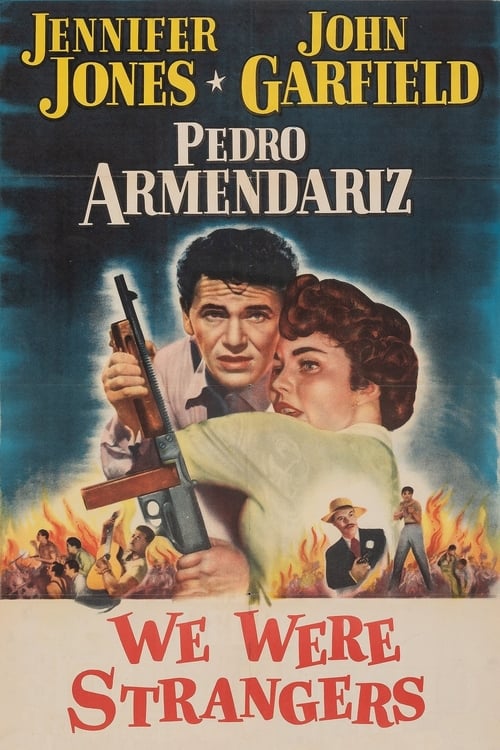 JENNIFER JOHN
JONES ★ GARFIELD
PEDRO
ARMENDARIZ
WE WERE
STRANGERS